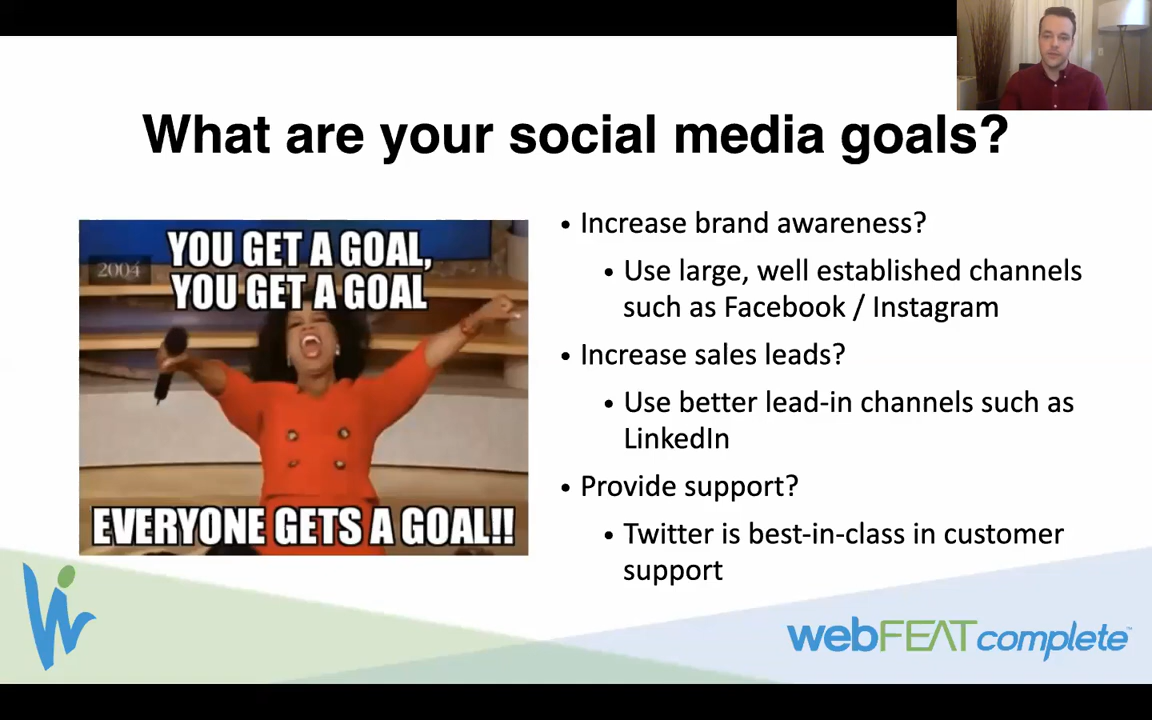 What are your social media goals?
YOU GET A GOAL,
YOU GET A GOAL
2004
EVERYONE GETS A GOAL!!
• Increase brand awareness?
• Use large, well established channels
such as Facebook / Instagram
• Increase sales leads?
• Use better lead-in channels such as
LinkedIn
• Provide support?
• Twitter is best-in-class in customer
support
webFEAT complete™